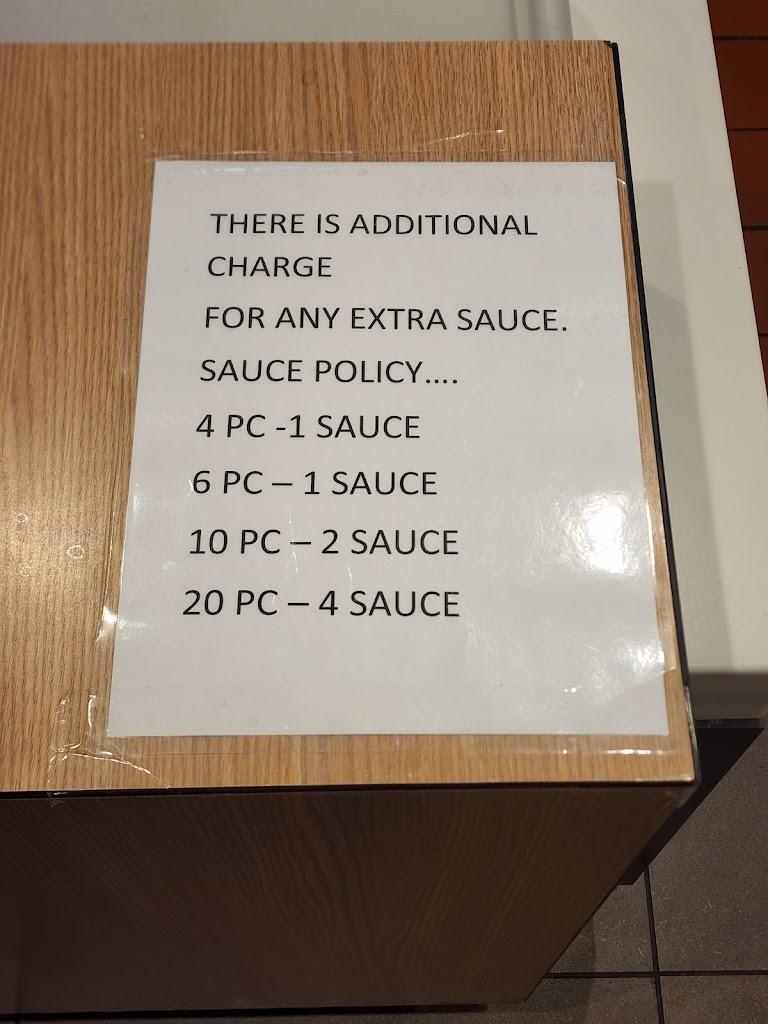 THERE IS ADDITIONAL
CHARGE
FOR ANY EXTRA SAUCE.
SAUCE POLICY....
4 PC -1 SAUCE
6 PC – 1 SAUCE
10 PC – 2 SAUCE
20 PC – 4 SAUCE